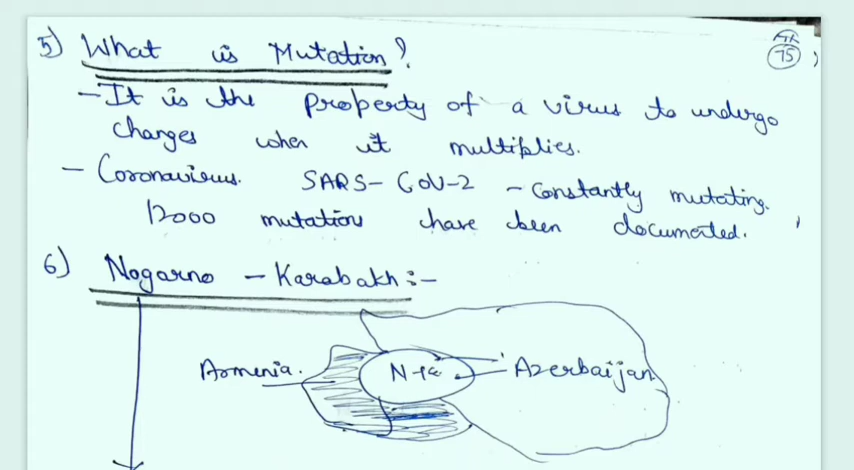 5) What is Mutation?
75
- It is the property of a virus to undergo
changes when it multiplies.
- Coronavirus. SARS-CoV-2 - Constantly mutating.
12000 mutations have been documented.
6) Nogarno - Karabakh :-
Armenia. N-K Azerbaijan